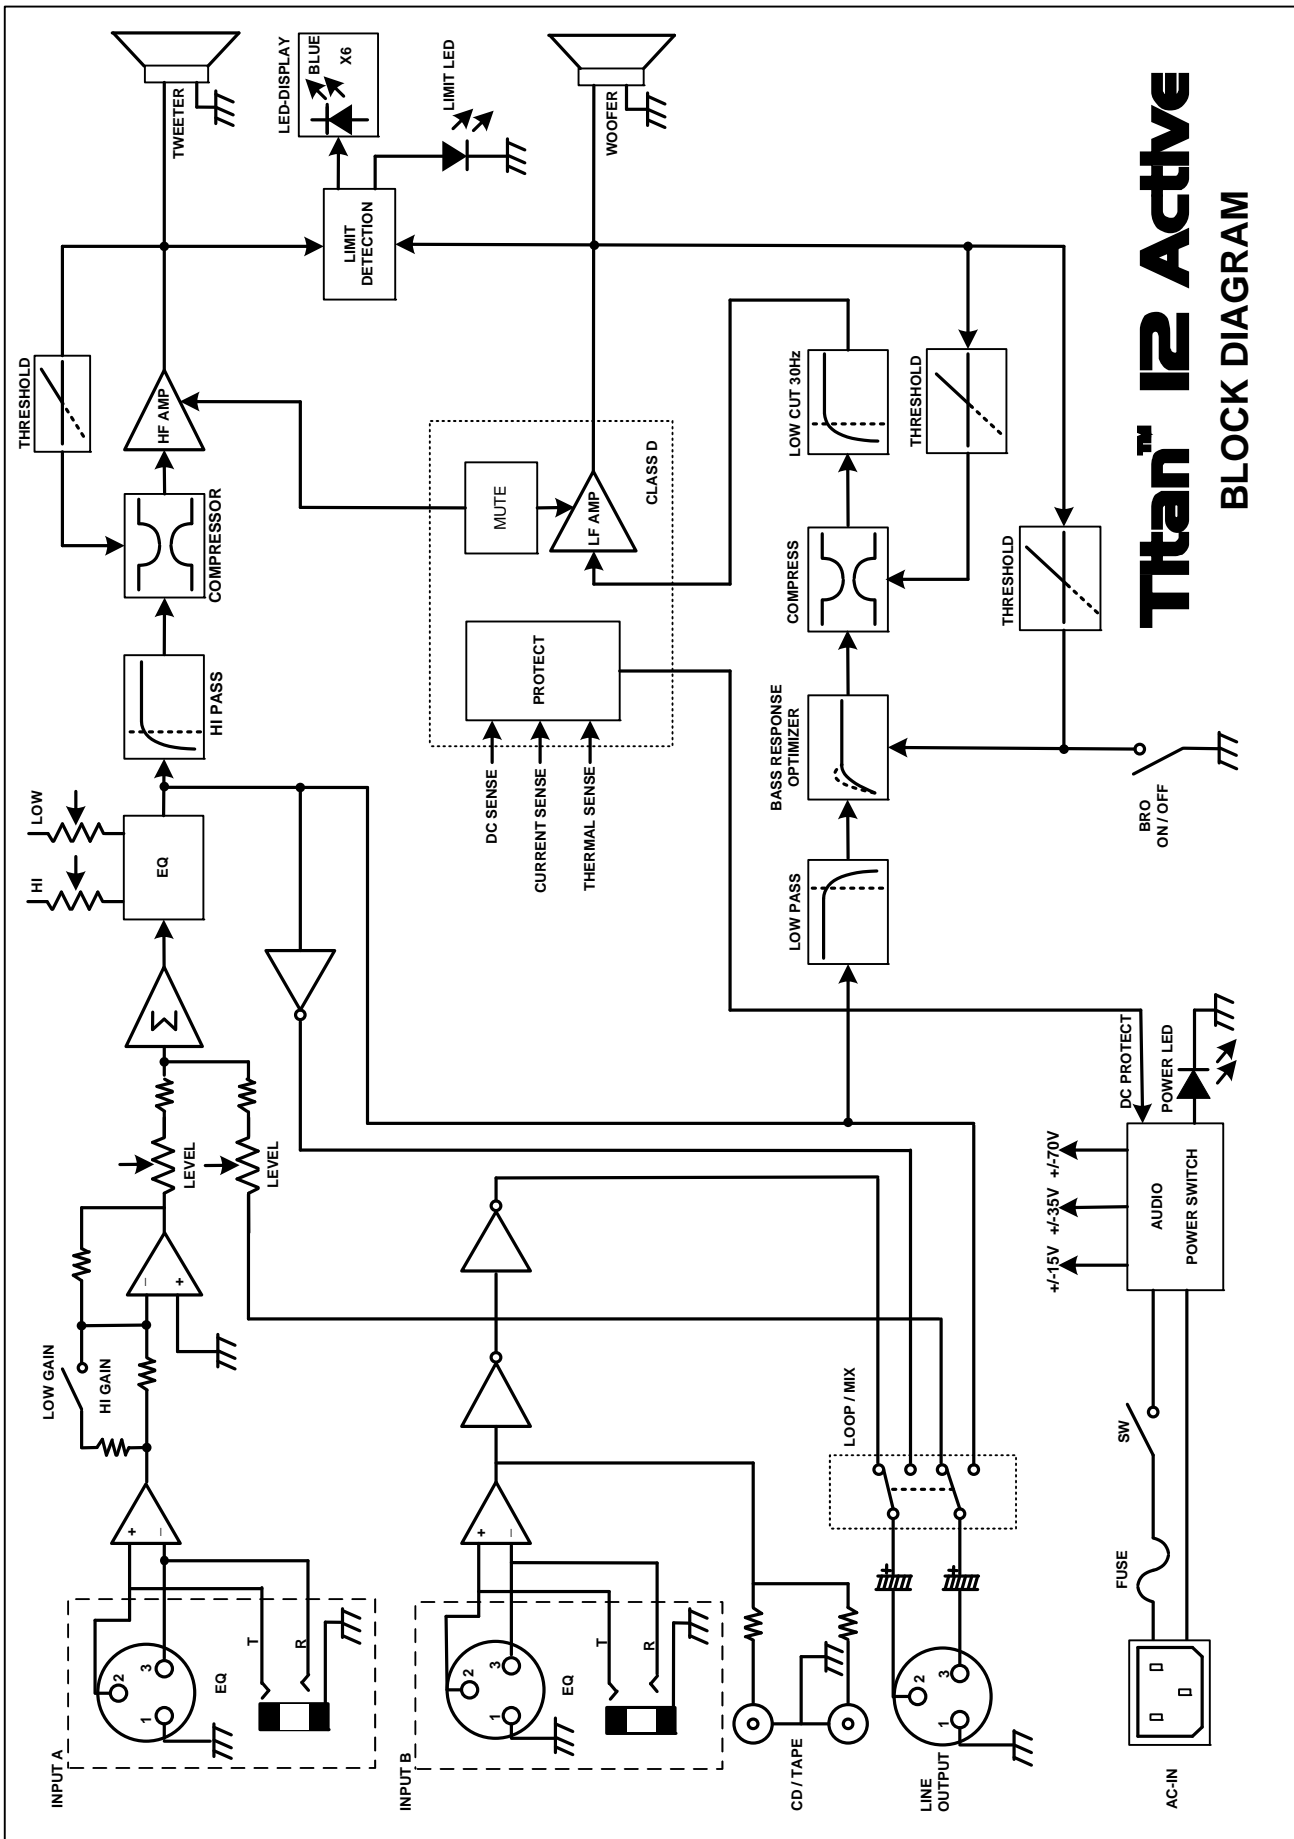 Titan™ 12 Active
BLOCK DIAGRAM
INPUT A
1
2
3
EQ
T
R
+
–
LOW GAIN
HI GAIN
–
+
LEVEL
LEVEL
Σ
HI
LOW
EQ
HI PASS
COMPRESSOR
THRESHOLD
HF AMP
TWEETER
LED-DISPLAY
BLUE
X6
LIMIT LED
LIMIT
DETECTION
WOOFER
INPUT B
1
2
3
EQ
T
R
+
–
DC SENSE
CURRENT SENSE
THERMAL SENSE
PROTECT
MUTE
LF AMP
CLASS D
CD / TAPE
LINE
OUTPUT
1
2
3
+
+
LOOP / MIX
LOW PASS
BASS RESPONSE
OPTIMIZER
COMPRESS
LOW CUT 30Hz
THRESHOLD
THRESHOLD
BRO
ON / OFF
AC-IN
FUSE
SW
AUDIO
POWER SWITCH
+/-15V
+/-35V
+/-70V
DC PROTECT
POWER LED